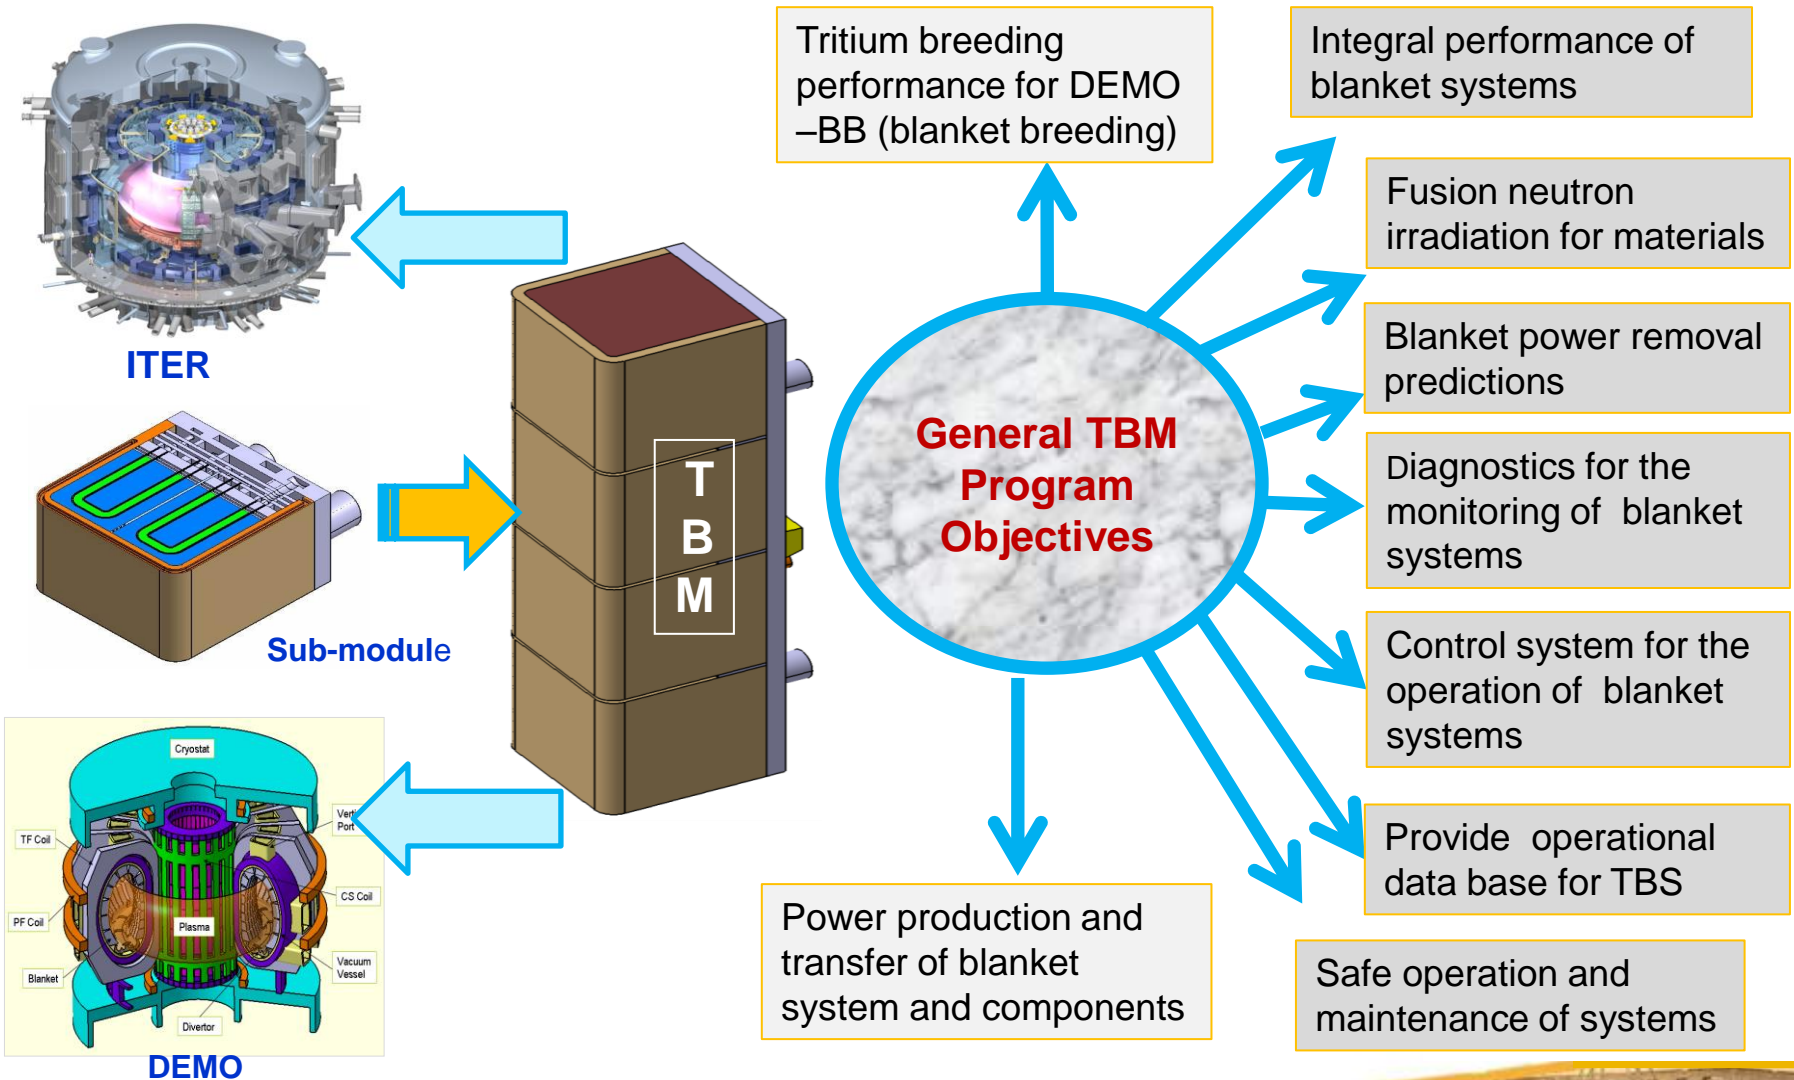 ITER
Sub-module
Cryostat
TF Coil
Port
CS Coil
PF Coil
Plasma
Vacuum
Vessel
Blanket
Divertor
DEMO
T
B
M
General TBM
Program
Objectives
Tritium breeding
performance for DEMO
–BB (blanket breeding)
Integral performance of
blanket systems
Fusion neutron
irradiation for materials
Blanket power removal
predictions
Diagnostics for the
monitoring of  blanket
systems
Control system for the
operation of  blanket
systems
Provide  operational
data base for TBS
Safe operation and
maintenance of systems
Power production and
transfer of blanket
system and components